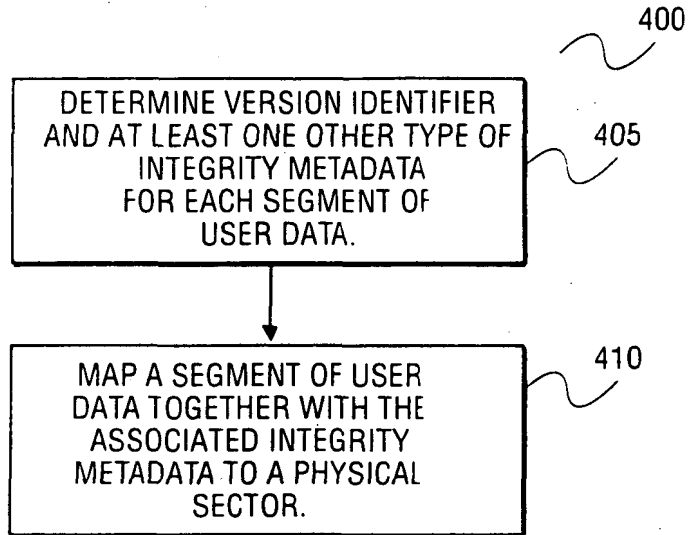 400
DETERMINE VERSION IDENTIFIER
AND AT LEAST ONE OTHER TYPE OF
INTEGRITY METADATA
FOR EACH SEGMENT OF
USER DATA.
405
MAP A SEGMENT OF USER
DATA TOGETHER WITH THE
ASSOCIATED INTEGRITY
METADATA TO A PHYSICAL
SECTOR.
410